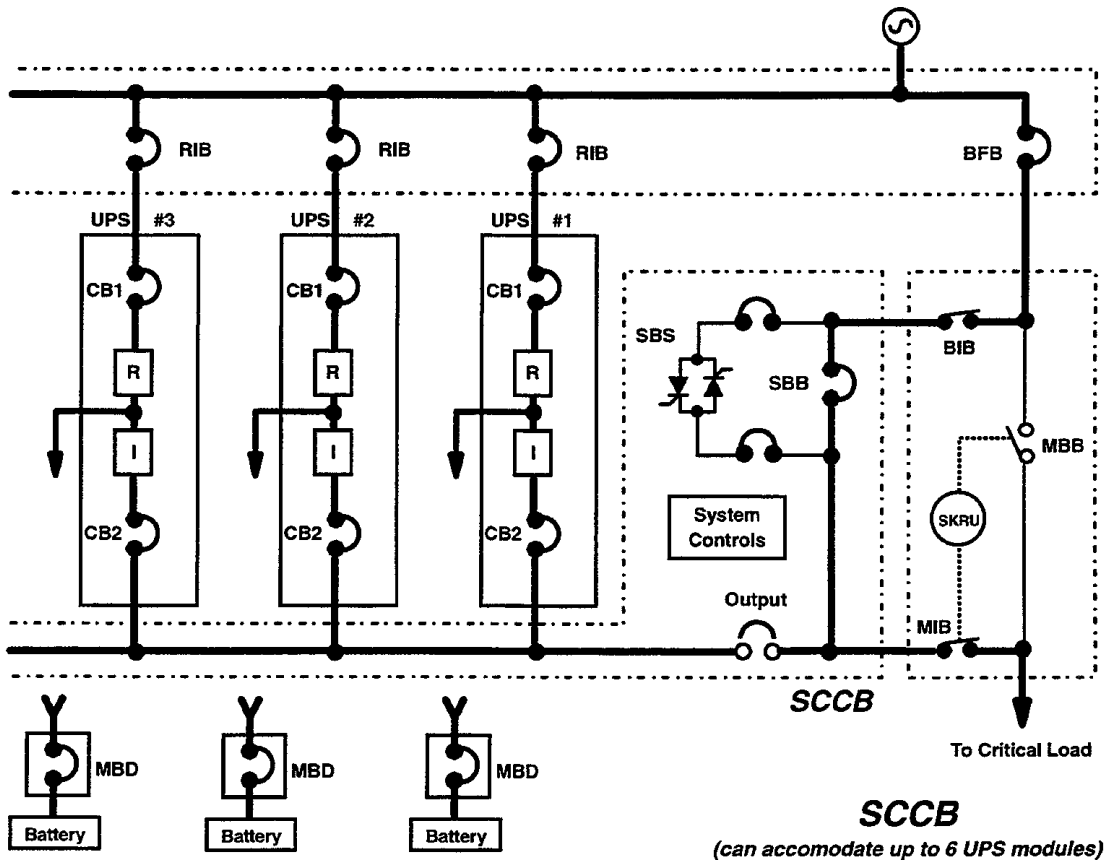 RIB
RIB
RIB
BFB
UPS #3
UPS #2
UPS #1
CB1
CB1
CB1
SBS
SBB
BIB
R
R
R
MBB
I
I
I
System
Controls
SKRU
CB2
CB2
CB2
Output
MIB
SCCB
To Critical Load
MBD
MBD
MBD
Battery
Battery
Battery
SCCB
(can accomodate up to 6 UPS modules)